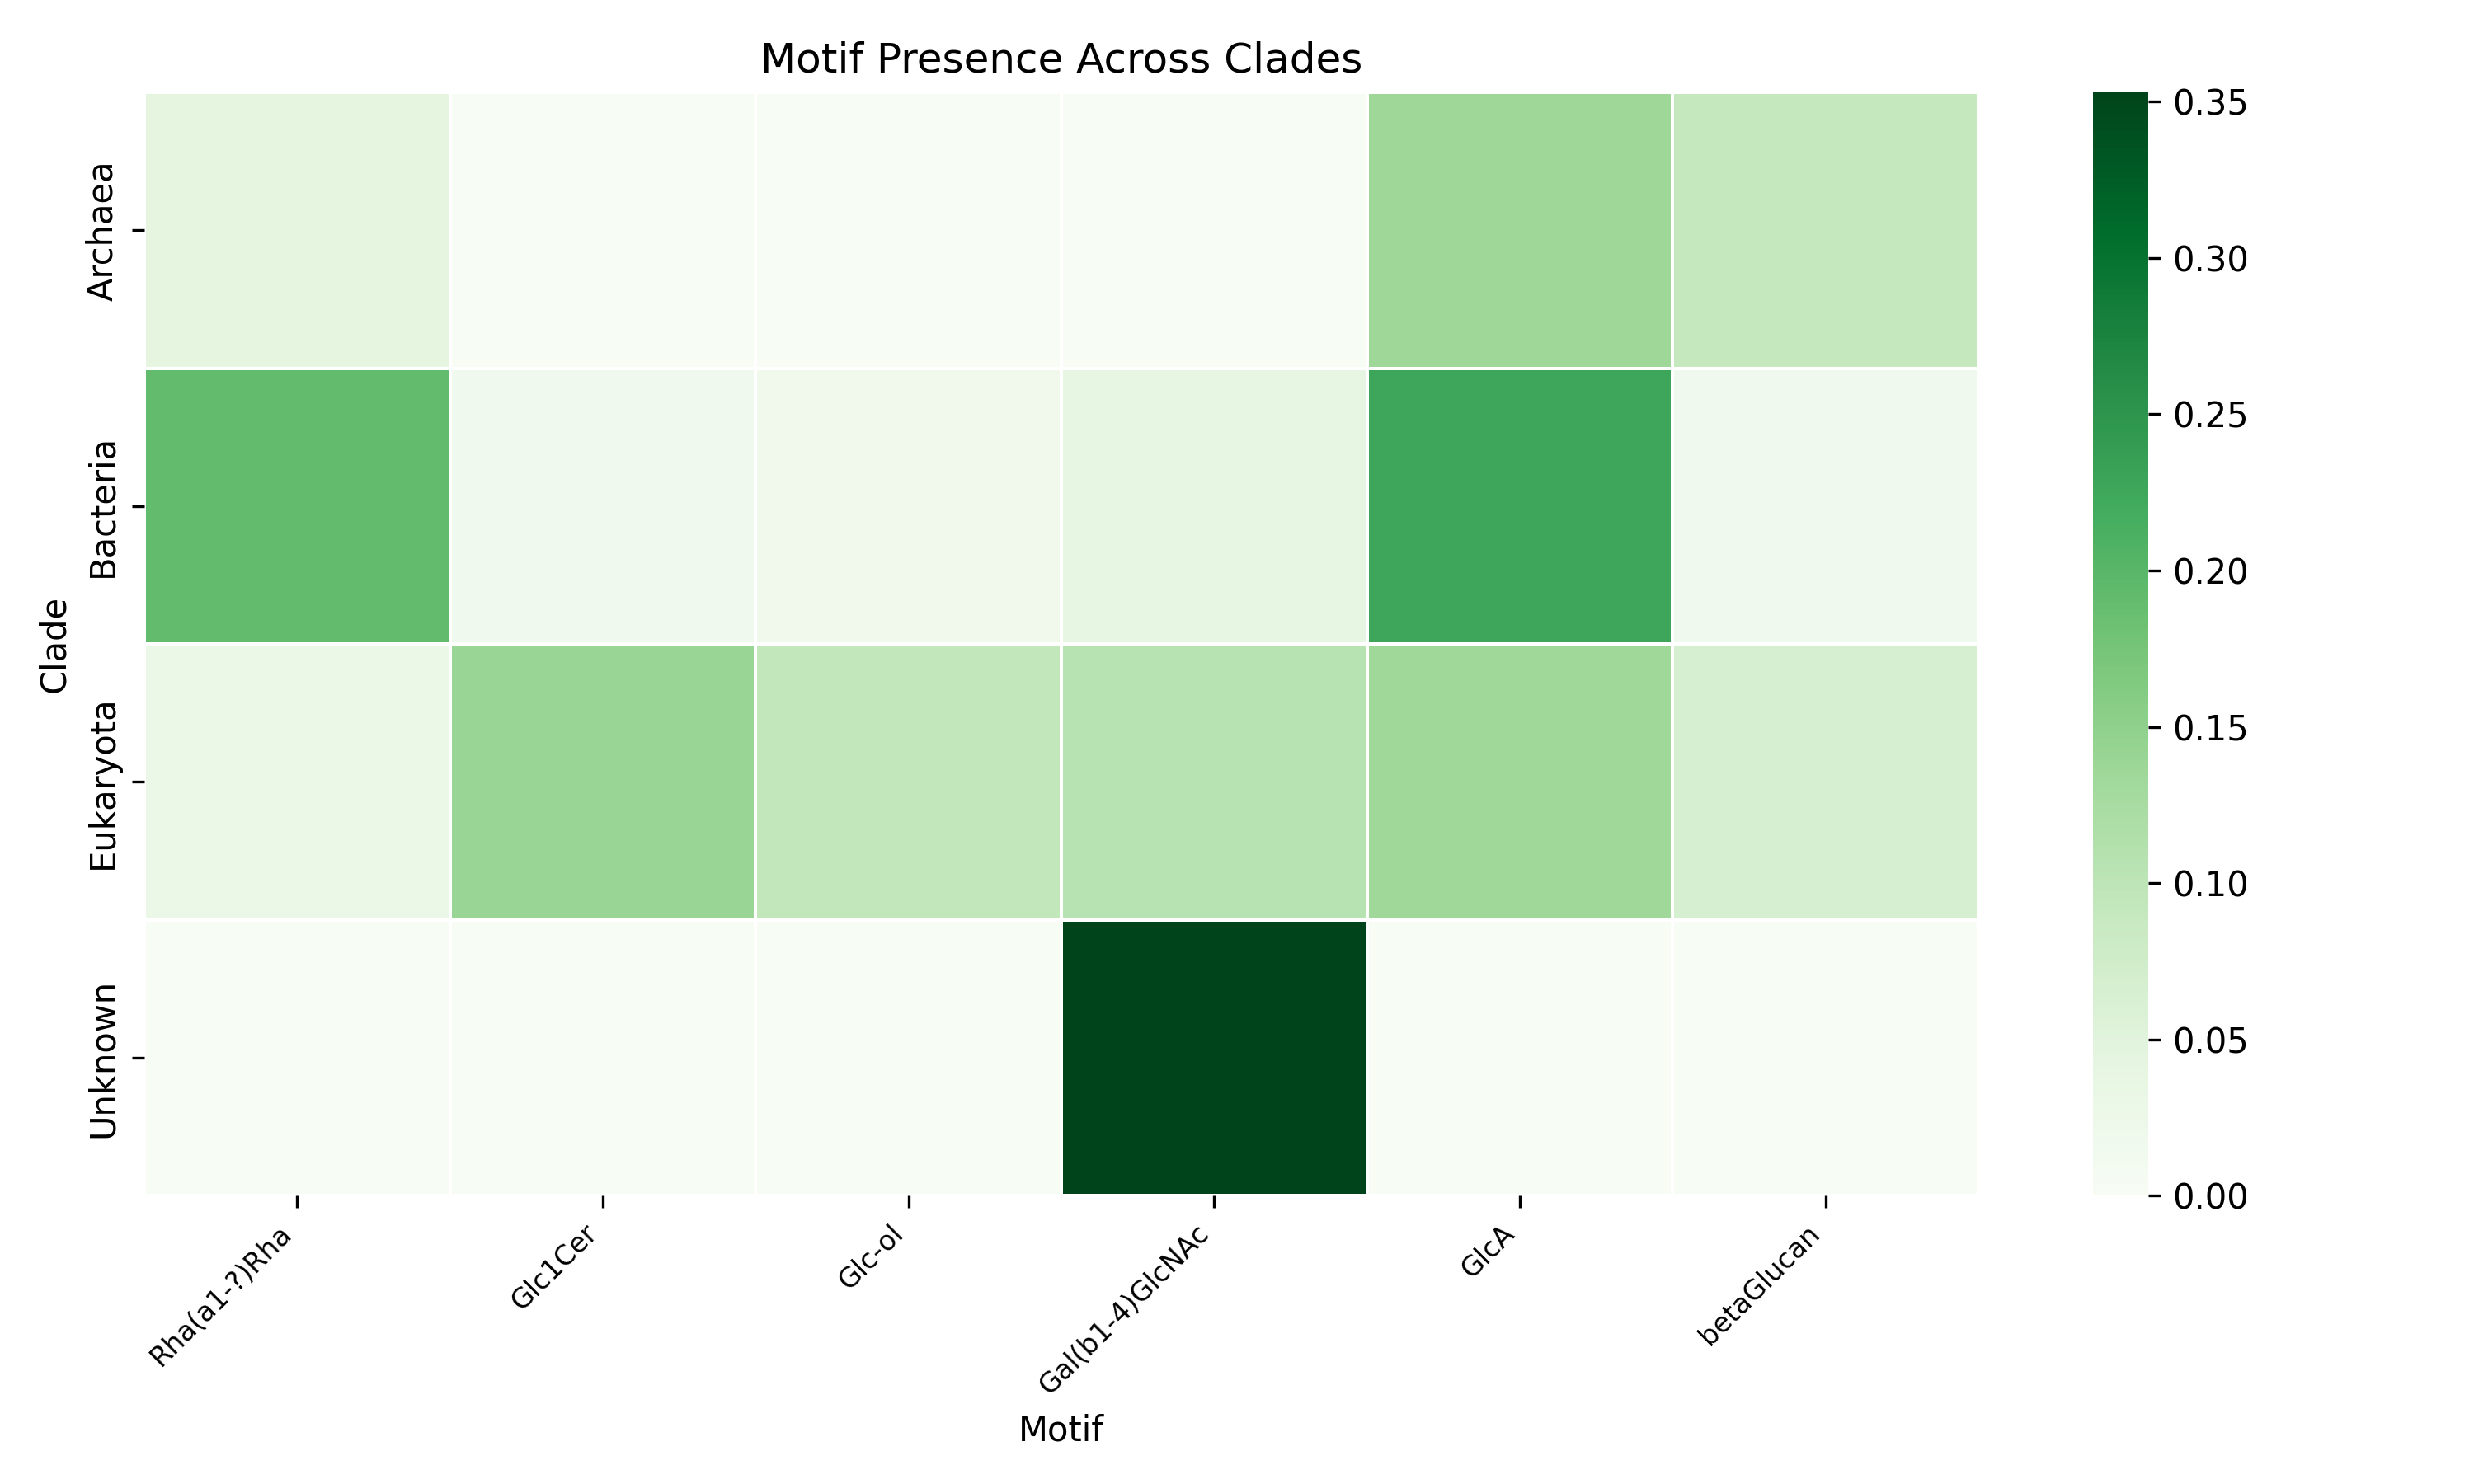 Motif Presence Across Clades
Clade
Archaea
Bacteria
Eukaryota
Unknown
Rha(a1-?)Rha
Glc1Cer
Glc-ol
Gal(b1-4)GlcNAc
GlcA
betaGlucan
Motif
0.35
0.30
0.25
0.20
0.15
0.10
0.05
0.00